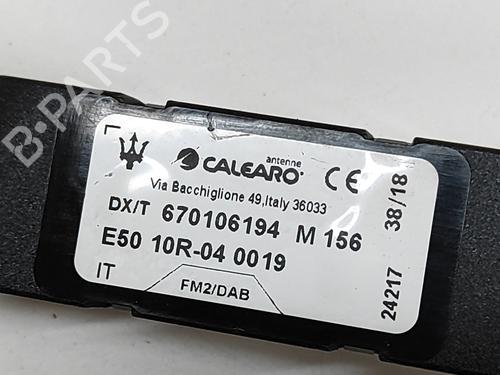 antenne
CALEARO
CE
Via Bacchiglione 49,Italy 36033
DX/T 670106194 M 156
E50 10R-04 0019
IT
FM2/DAB
24217 38/18
B-PARTS